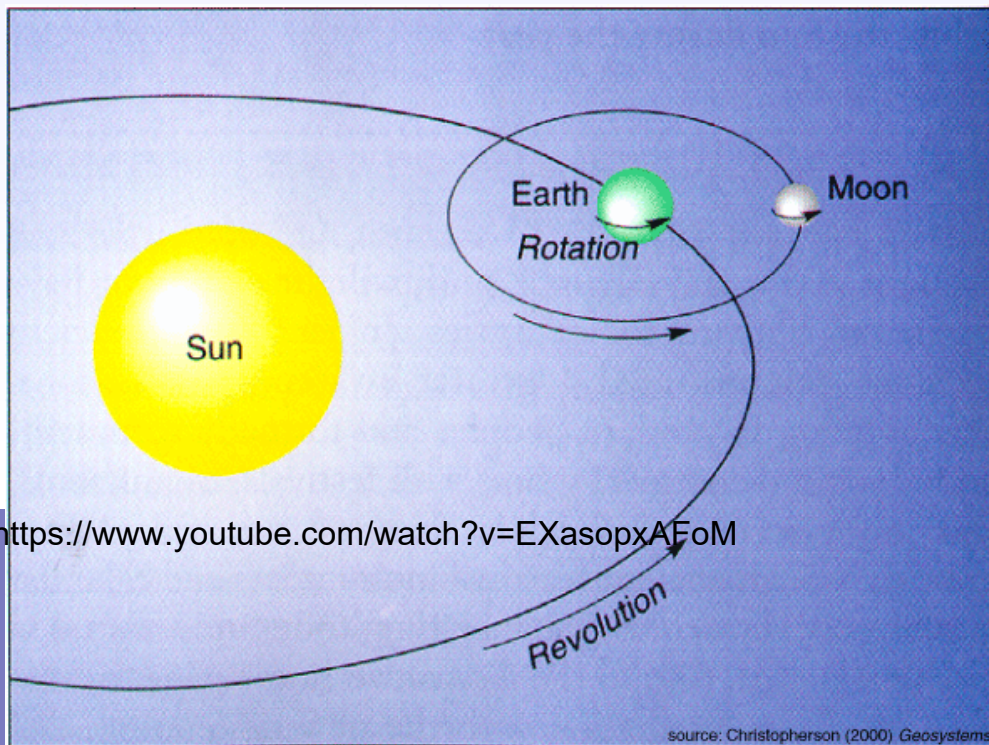 Earth
Moon
Rotation
Sun
https://www.youtube.com/watch?v=EXasopxAFoM
Revolution
source: Christopherson (2000) Geosystems